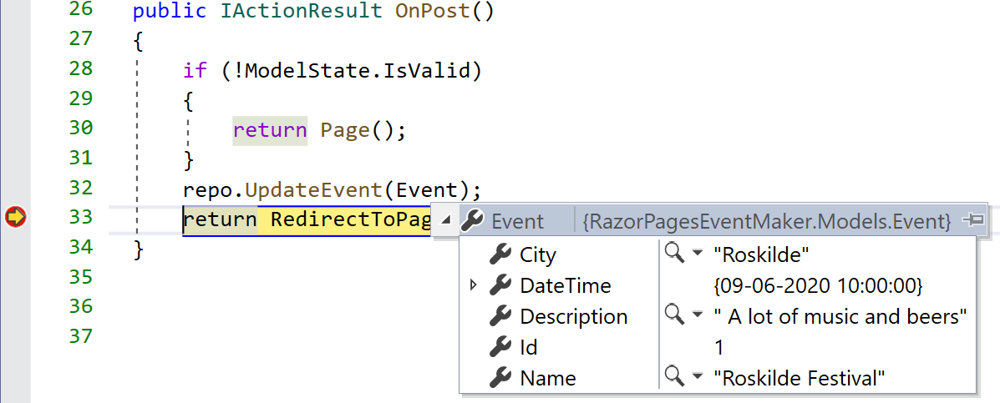 26 public IActionResult OnPost()
27 {
28 if (!ModelState.IsValid)
29 {
30 return Page();
31 }
32 repo.UpdateEvent(Event);
33 return RedirectToPag Event {RazorPagesEventMaker.Models.Event}
34 } City "Roskilde"
35 DateTime {09-06-2020 10:00:00}
36 Description " A lot of music and beers"
Id 1
37 Name "Roskilde Festival"